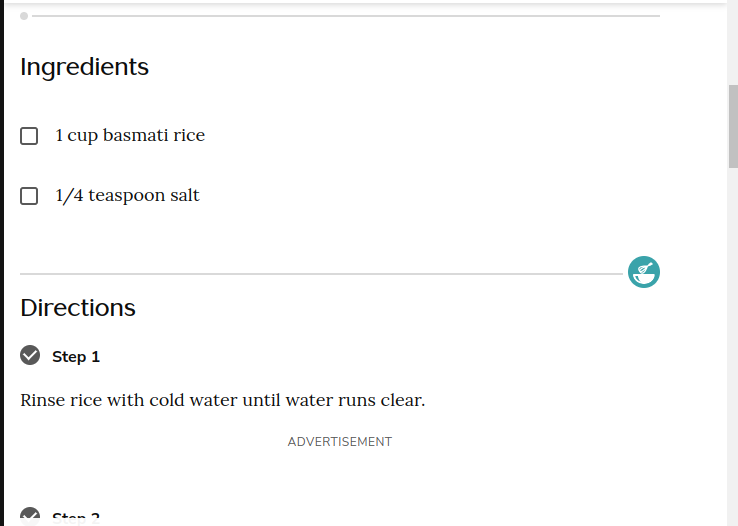 Ingredients
1 cup basmati rice
1/4 teaspoon salt
Directions
Step 1
Rinse rice with cold water until water runs clear.
ADVERTISEMENT
Step 2